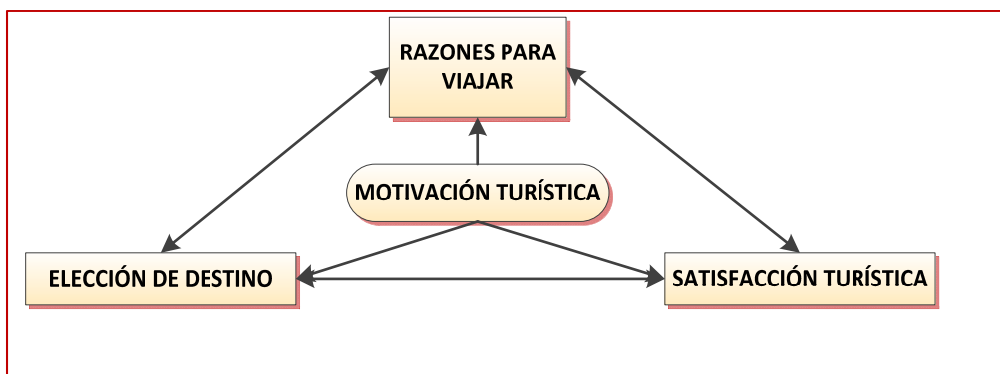 RAZONES PARA
VIAJAR
MOTIVACIÓN TURÍSTICA
ELECCIÓN DE DESTINO
SATISFACCIÓN TURÍSTICA